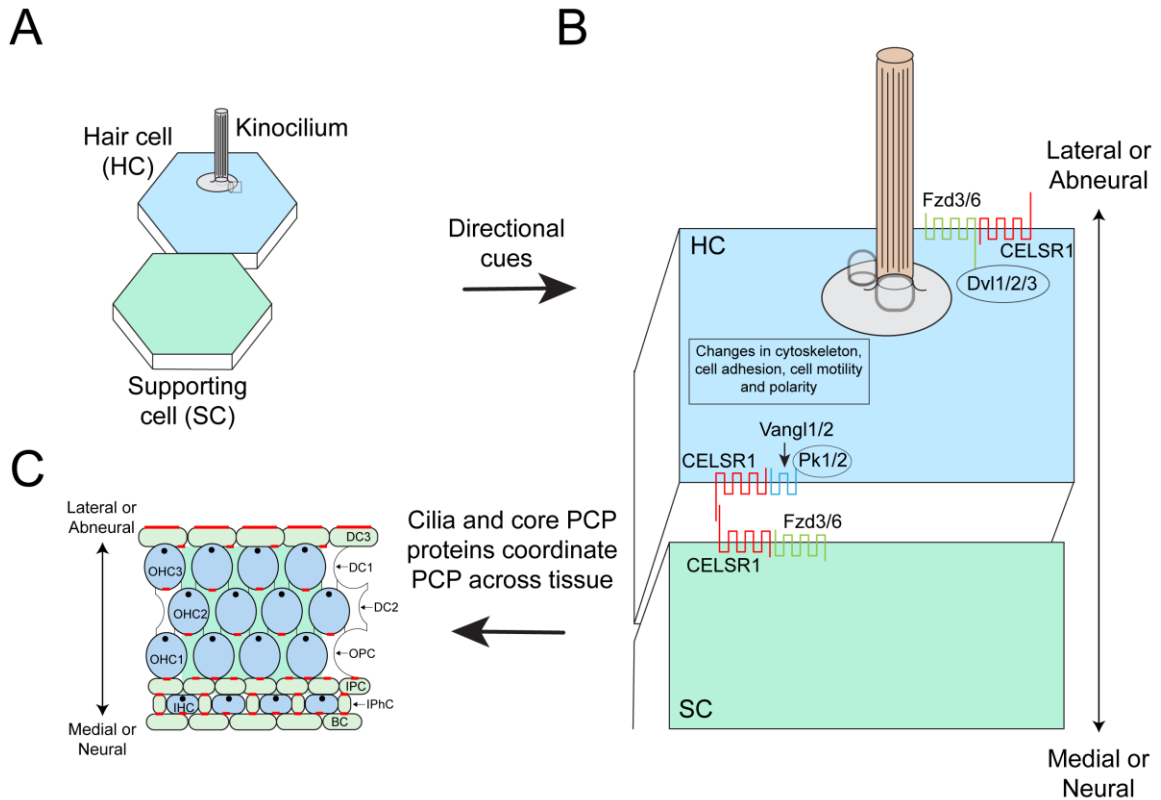 A
Hair cell
(HC)
Kinocilium
Supporting
cell (SC)
Directional
cues
B
Lateral or
Abneural
Fzd3/6
HC
CELSR1
Dvl1/2/3
Changes in cytoskeleton,
cell adhesion, cell motility
and polarity
Vangl1/2
CELSR1
Pk1/2
Fzd3/6
CELSR1
SC
Medial or
Neural
C
Lateral or
Abneural
DC3
OHC3
DC1
OHC2
DC2
OHC1
OPC
IPC
IHC
IPhC
BC
Medial or
Neural
Cilia and core PCP
proteins coordinate
PCP across tissue